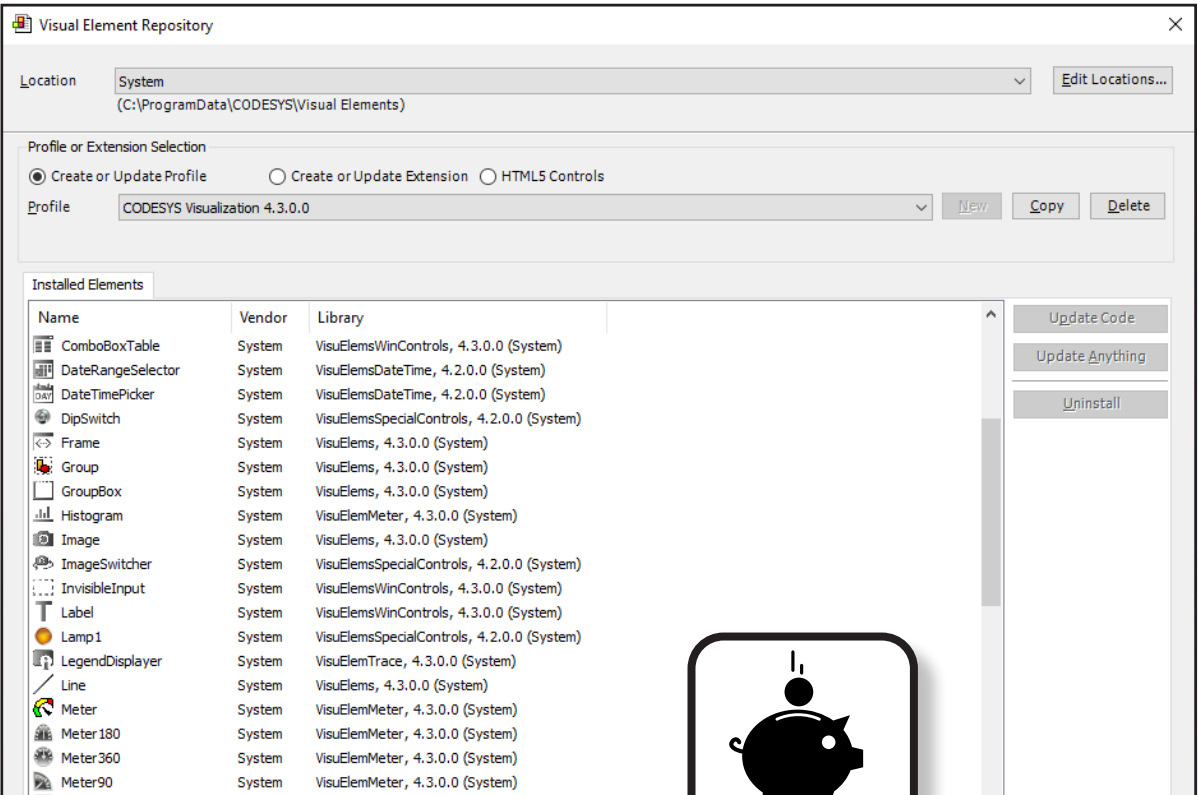 Visual Element Repository
Location System Edit Locations...
(C:\ProgramData\CODESYS\Visual Elements)
Profile or Extension Selection
Create or Update Profile Create or Update Extension HTML5 Controls
Profile CODESYS Visualization 4.3.0.0 New Copy Delete
Installed Elements
Name Vendor Library Update Code
ComboBoxTable System VisuElemsWinControls, 4.3.0.0 (System)
DateRangeSelector System VisuElemsDateTime, 4.2.0.0 (System) Update Anything
DAY DateTimePicker System VisuElemsDateTime, 4.2.0.0 (System) Uninstall
DipSwitch System VisuElemsSpecialControls, 4.2.0.0 (System)
Frame System VisuElems, 4.3.0.0 (System)
Group System VisuElems, 4.3.0.0 (System)
GroupBox System VisuElems, 4.3.0.0 (System)
Histogram System VisuElemMeter, 4.3.0.0 (System)
Image System VisuElems, 4.3.0.0 (System)
ImageSwitcher System VisuElemsSpecialControls, 4.2.0.0 (System)
InvisibleInput System VisuElemsWinControls, 4.3.0.0 (System)
Label System VisuElemsWinControls, 4.3.0.0 (System)
Lamp1 System VisuElemsSpecialControls, 4.2.0.0 (System)
LegendDisplayer System VisuElemTrace, 4.3.0.0 (System)
Line System VisuElems, 4.3.0.0 (System)
Meter System VisuElemMeter, 4.3.0.0 (System)
Meter180 System VisuElemMeter, 4.3.0.0 (System)
Meter360 System VisuElemMeter, 4.3.0.0 (System)
Meter90 System VisuElemMeter, 4.3.0.0 (System)